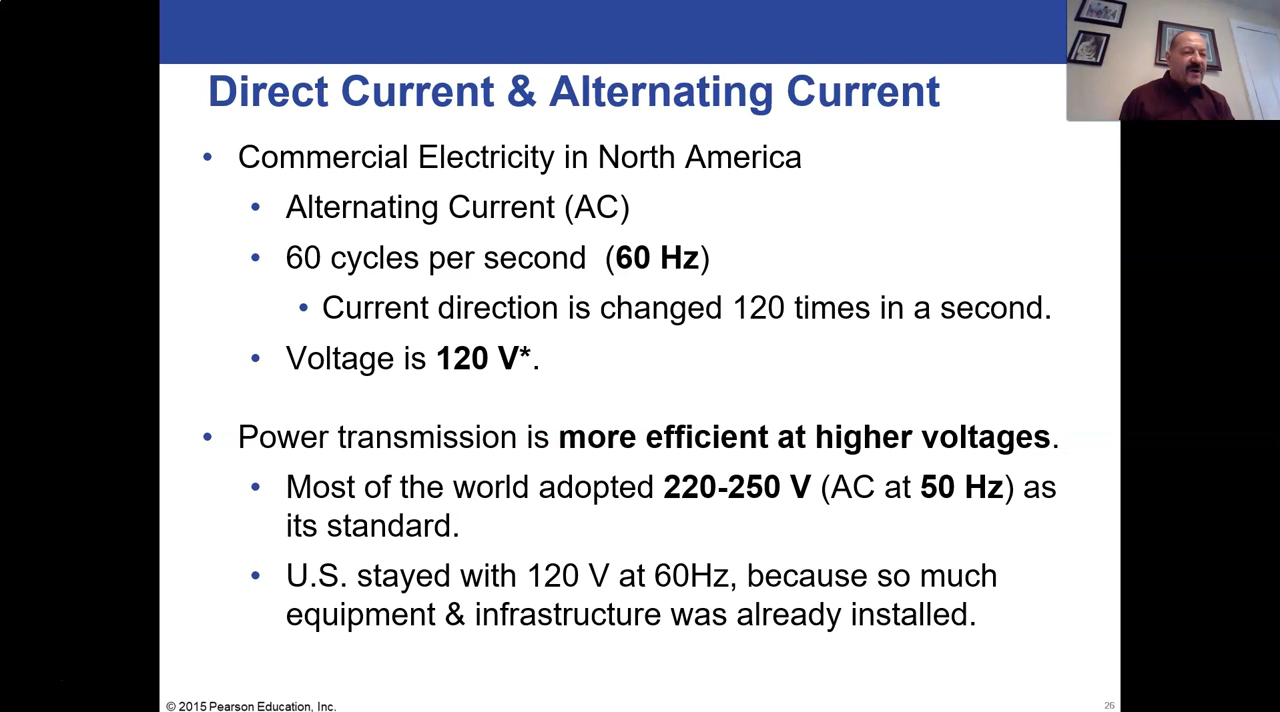 Direct Current & Alternating Current
• Commercial Electricity in North America
• Alternating Current (AC)
• 60 cycles per second (60 Hz)
• Current direction is changed 120 times in a second.
• Voltage is 120 V*.
• Power transmission is more efficient at higher voltages.
• Most of the world adopted 220-250 V (AC at 50 Hz) as
its standard.
• U.S. stayed with 120 V at 60Hz, because so much
equipment & infrastructure was already installed.
© 2015 Pearson Education, Inc.
26